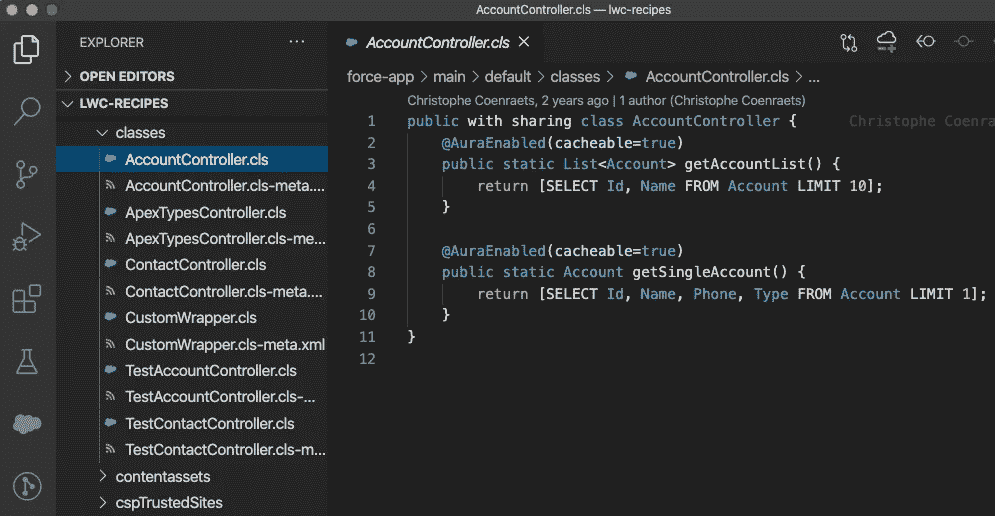 AccountController.cls — lwc-recipes
EXPLORER
OPEN EDITORS
LWC-RECIPES
classes
AccountController.cls
AccountController.cls-meta....
ApexTypesController.cls
ApexTypesController.cls-me...
ContactController.cls
ContactController.cls-meta....
CustomWrapper.cls
CustomWrapper.cls-meta.xml
TestAccountController.cls
TestAccountController.cls-...
TestContactController.cls
TestContactController.cls-m...
contentassets
cspTrustedSites
AccountController.cls
force-app > main > default > classes > AccountController.cls > ...
Christophe Coenraets, 2 years ago | 1 author (Christophe Coenraets)
1 public with sharing class AccountController { Christophe Coenra
2 @AuraEnabled(cacheable=true)
3 public static List<Account> getAccountList() {
4 return [SELECT Id, Name FROM Account LIMIT 10];
5 }
6
7 @AuraEnabled(cacheable=true)
8 public static Account getSingleAccount() {
9 return [SELECT Id, Name, Phone, Type FROM Account LIMIT 1];
10 }
11 }
12